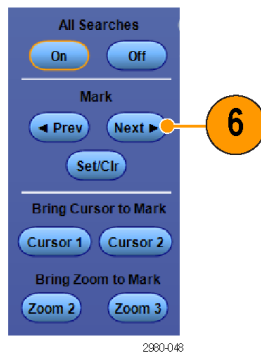 All Searches
On Off
Mark
◄ Prev Next ►
6
Set/Clr
Bring Cursor to Mark
Cursor 1 Cursor 2
Bring Zoom to Mark
Zoom 2 Zoom 3
2980-048